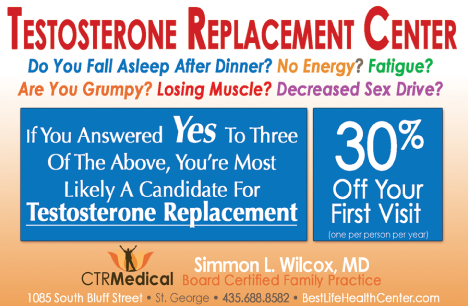 TESTOSTERONE REPLACEMENT CENTER
Do You Fall Asleep After Dinner? No Energy? Fatigue?
Are You Grumpy? Losing Muscle? Decreased Sex Drive?
If You Answered Yes To Three
Of The Above, You're Most
Likely A Candidate For
Testosterone Replacement
30%
Off Your
First Visit
(one per person per year)
CTRMedical
Simmon L. Wilcox, MD
Board Certified Family Practice
1085 South Bluff Street • St. George • 435.688.8582 • BestLifeHealthCenter.com